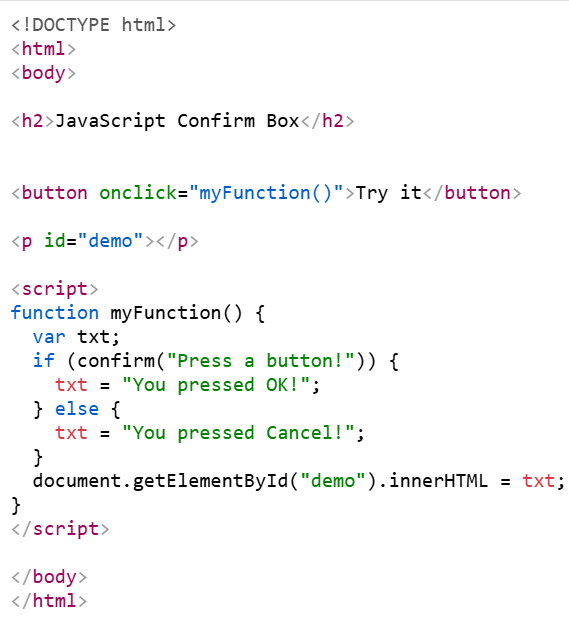 <!DOCTYPE html>
<html>
<body>
<h2>JavaScript Confirm Box</h2>
<button onclick="myFunction()">Try it</button>
<p id="demo"></p>
<script>
function myFunction() {
  var txt;
  if (confirm("Press a button!")) {
    txt = "You pressed OK!";
  } else {
    txt = "You pressed Cancel!";
  }
  document.getElementById("demo").innerHTML = txt;
}
</script>
</body>
</html>